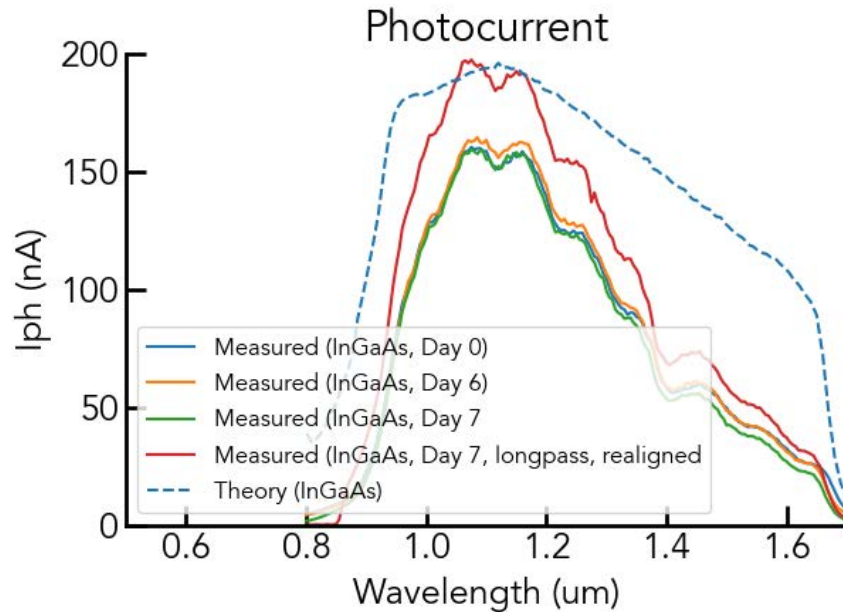 Photocurrent
200
150
100
50
0
Iph (nA)
Measured (InGaAs, Day 0)
Measured (InGaAs, Day 6)
Measured (InGaAs, Day 7
Measured (InGaAs, Day 7, longpass, realigned
Theory (InGaAs)
0.6 0.8 1.0 1.2 1.4 1.6
Wavelength (um)